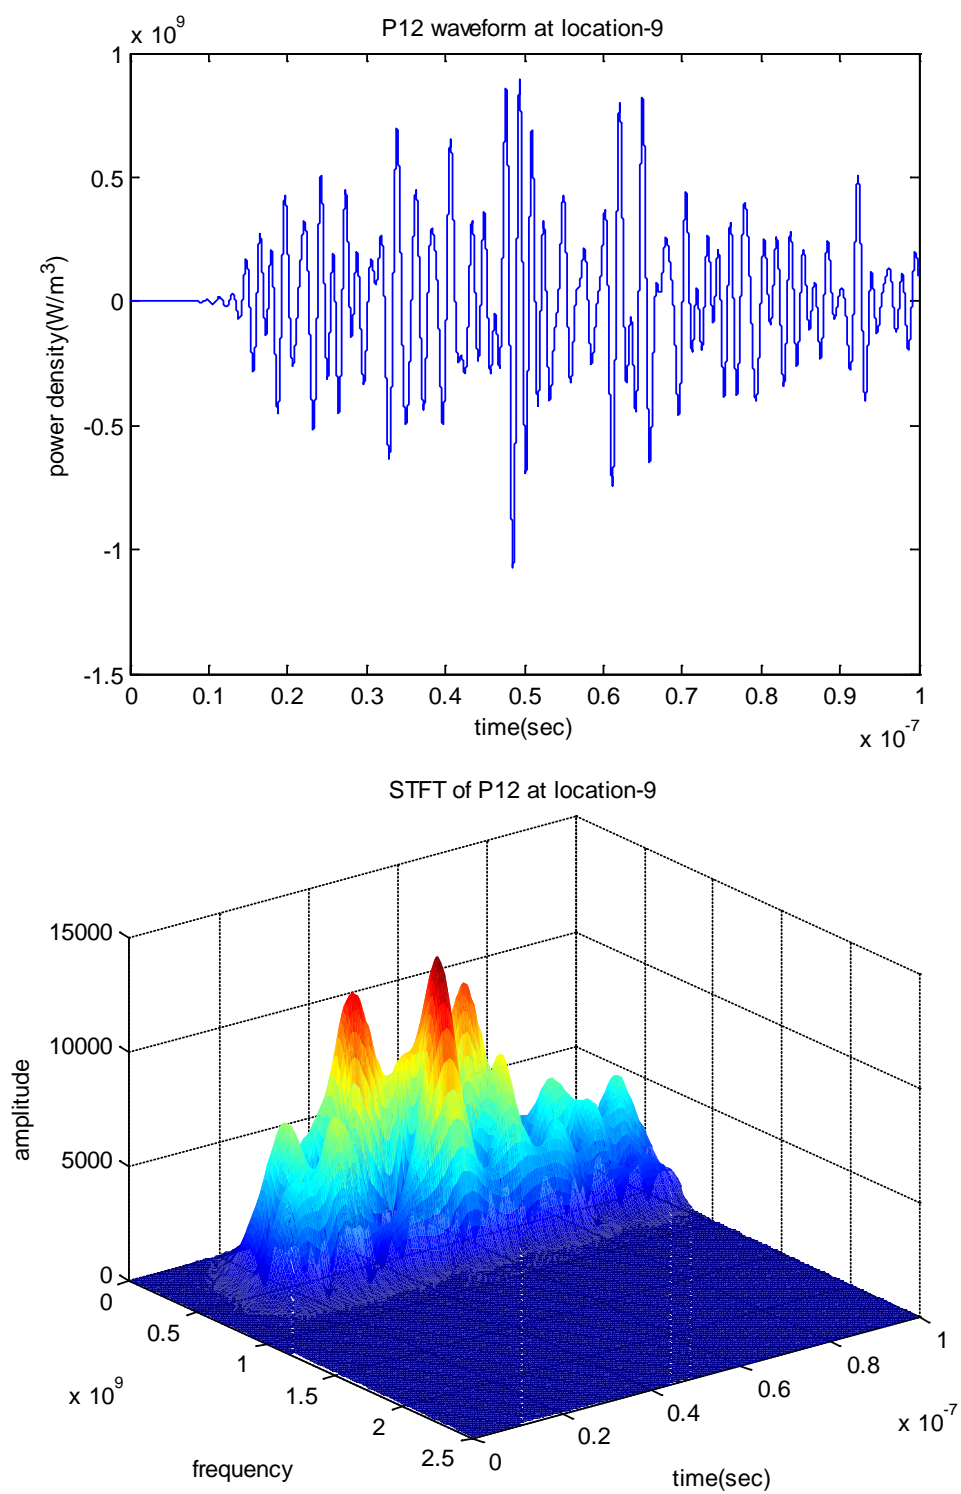 x 10^9
P12 waveform at location-9
1
0.5
0
-0.5
-1
-1.5
power density(W/m^3)
0 0.1 0.2 0.3 0.4 0.5 0.6 0.7 0.8 0.9 1
time(sec)
x 10^-7
STFT of P12 at location-9
15000
10000
5000
0
amplitude
0
0.5
1
1.5
2
2.5
x 10^9
frequency
0
0.2
0.4
0.6
0.8
1
x 10^-7
time(sec)